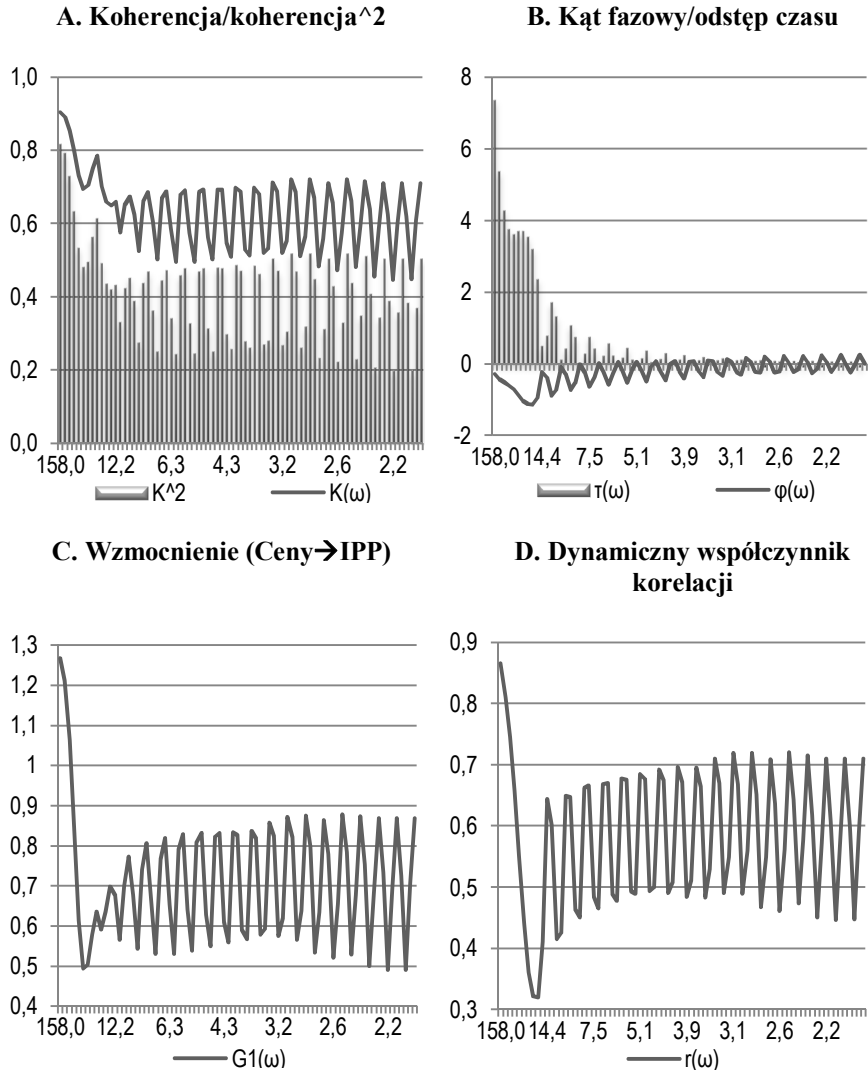 A. Koherencja/koherencja^2
1,0
0,8
0,6
0,4
0,2
0,0
158,0 12,2 6,3 4,3 3,2 2,6 2,2
K^2 K(ω)
B. Kąt fazowy/odstęp czasu
8
6
4
2
0
-2
158,0 14,4 7,5 5,1 3,9 3,1 2,6 2,2
τ(ω) φ(ω)
C. Wzmocnienie (Ceny→IPP)
1,3
1,2
1,1
1
0,9
0,8
0,7
0,6
0,5
0,4
158,0 12,2 6,3 4,3 3,2 2,6 2,2
G1(ω)
D. Dynamiczny współczynnik
korelacji
0,9
0,8
0,7
0,6
0,5
0,4
0,3
158,0 14,4 7,5 5,1 3,9 3,1 2,6 2,2
r(ω)